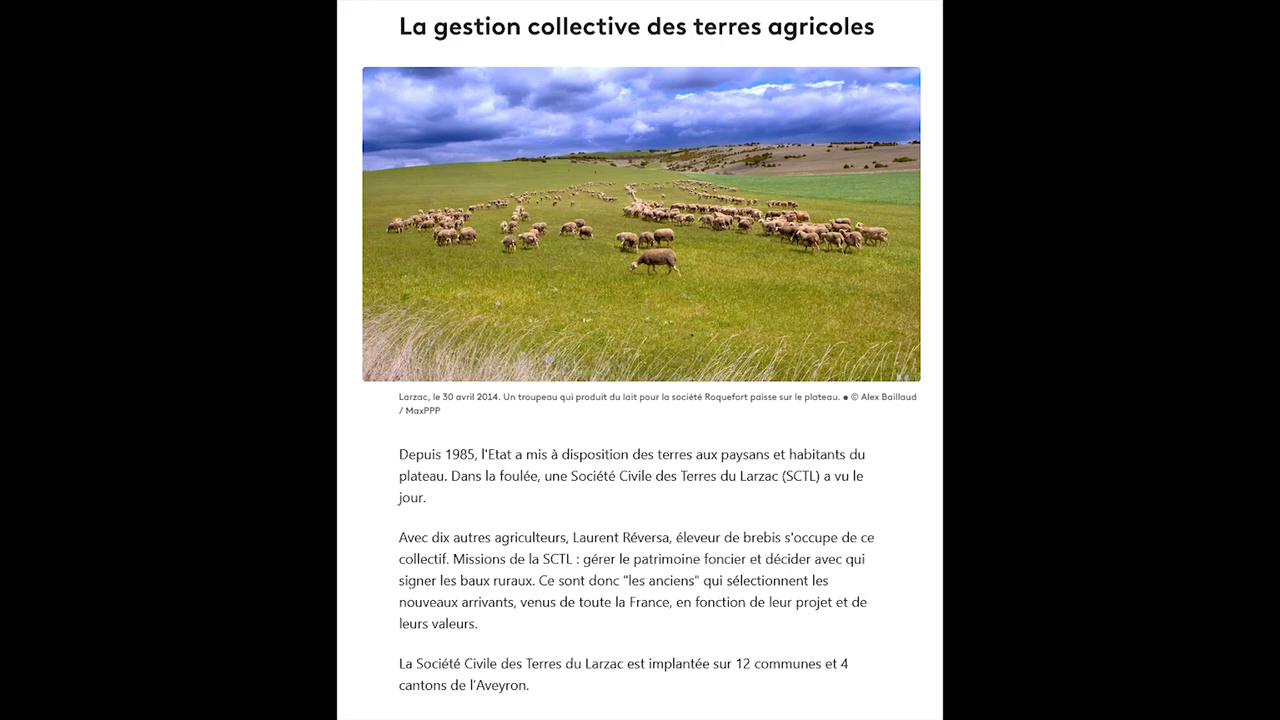 La gestion collective des terres agricoles
Larzac, le 30 avril 2014. Un troupeau qui produit du lait pour la société Roquefort paisse sur le plateau. ● © Alex Baillaud
/ MaxPPP
Depuis 1985, l'Etat a mis à disposition des terres aux paysans et habitants du
plateau. Dans la foulée, une Société Civile des Terres du Larzac (SCTL) a vu le
jour.
Avec dix autres agriculteurs, Laurent Réversa, éleveur de brebis s'occupe de ce
collectif. Missions de la SCTL : gérer le patrimoine foncier et décider avec qui
signer les baux ruraux. Ce sont donc "les anciens" qui sélectionnent les
nouveaux arrivants, venus de toute la France, en fonction de leur projet et de
leurs valeurs.
La Société Civile des Terres du Larzac est implantée sur 12 communes et 4
cantons de l’Aveyron.